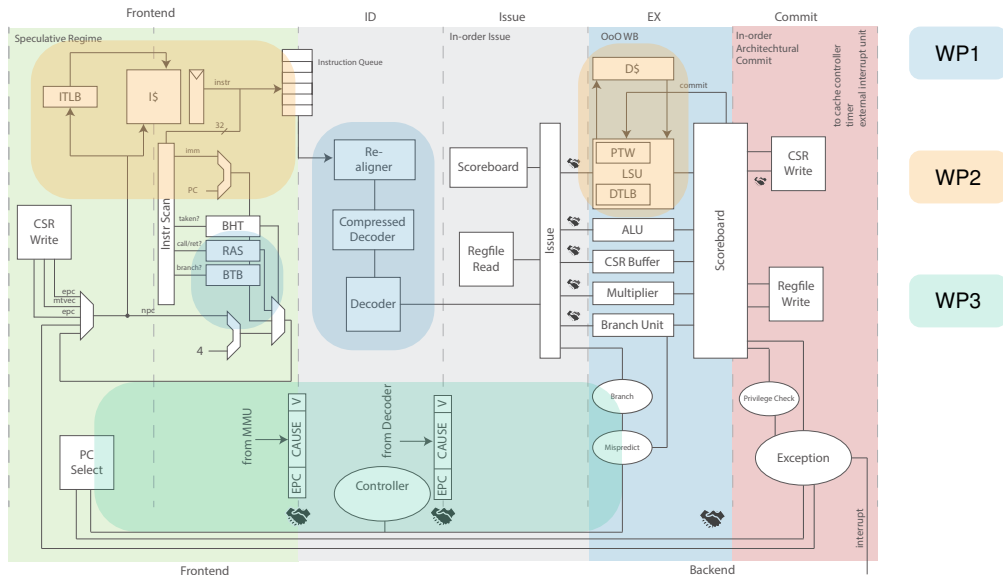 Frontend
ID
Issue
EX
Commit
Speculative Regime
In-order Issue
OoO WB
In-order
Architechtural
Commit
to cache controller
timer
external interrupt unit
WP1
WP2
WP3
ITLB
I$
instr
Instruction Queue
32
Instr Scan
imm
PC
taken?
BHT
call/ret?
RAS
branch?
BTB
CSR
Write
epc
mtvec
epc
npc
4
Re-
aligner
Compressed
Decoder
Decoder
Scoreboard
Regfile
Read
Issue
D$
commit
PTW
LSU
DTLB
ALU
CSR Buffer
Multiplier
Branch Unit
Scoreboard
CSR
Write
Regfile
Write
Branch
Mispredict
Privilege Check
Exception
interrupt
PC
Select
from MMU
EPC
CAUSE
V
Controller
from Decoder
EPC
CAUSE
V
Frontend
Backend